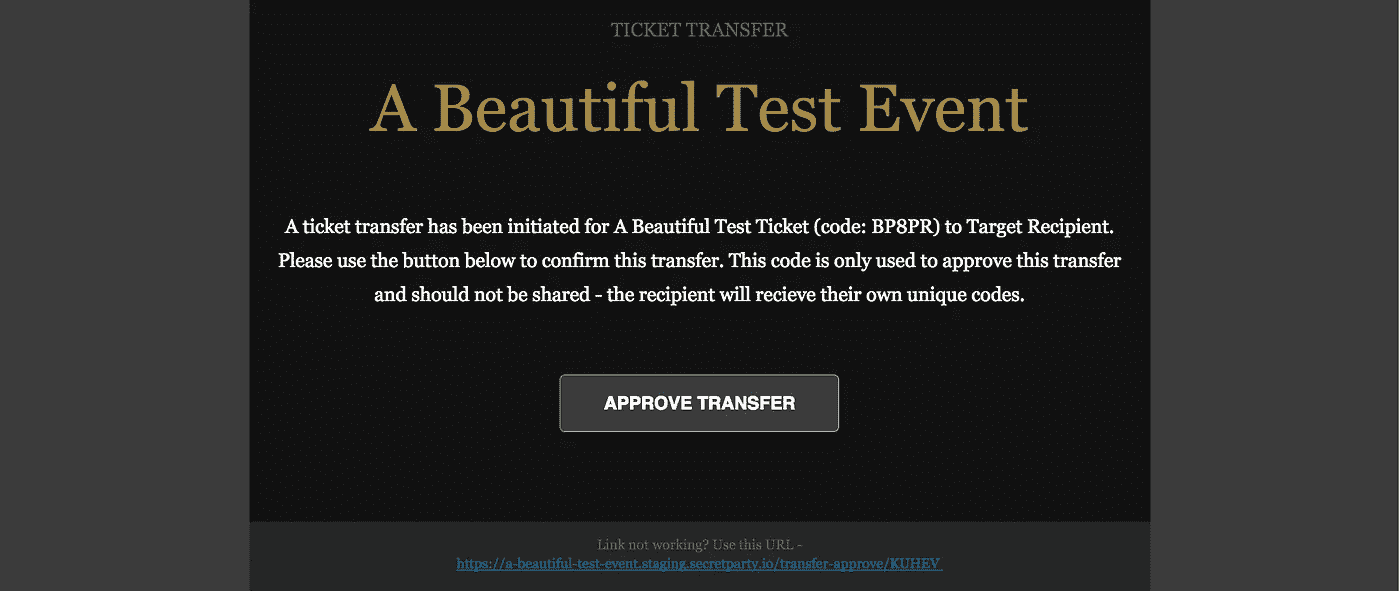 TICKET TRANSFER
A Beautiful Test Event
A ticket transfer has been initiated for A Beautiful Test Ticket (code: BP8PR) to Target Recipient.
Please use the button below to confirm this transfer. This code is only used to approve this transfer
and should not be shared - the recipient will recieve their own unique codes.
APPROVE TRANSFER
Link not working? Use this URL -
https://a-beautiful-test-event.staging.secretparty.io/transfer-approve/KUHEV